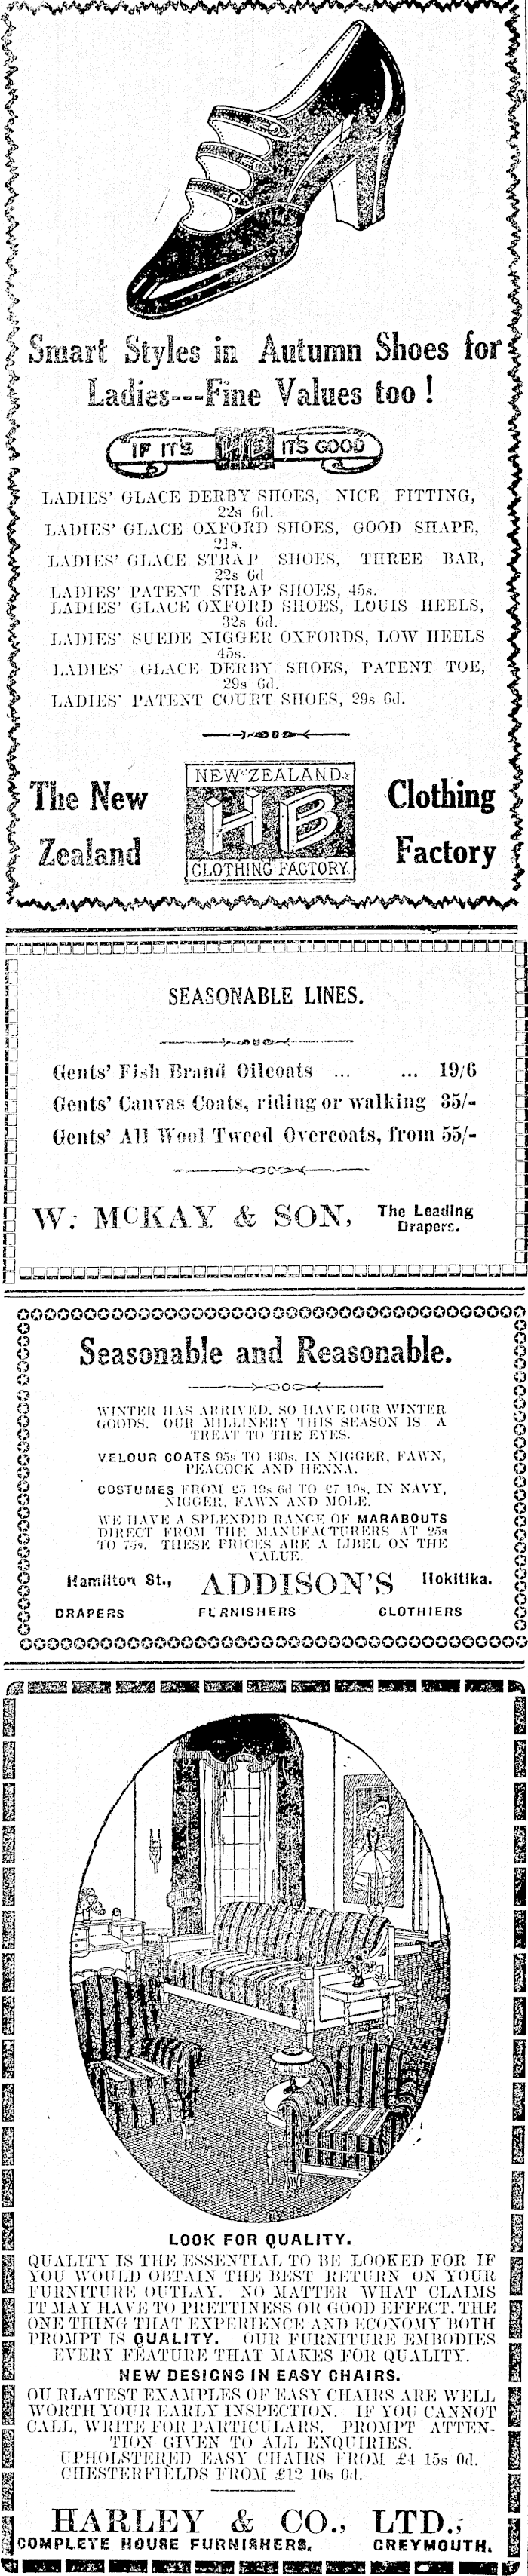 Smart Styles in Autumn Shoes for
Ladies---Fine Values too !
IF IT'S HB IT'S GOOD
LADIES' GLACE DERBY SHOES, NICE FITTING,
22s 6d.
LADIES' GLACE OXFORD SHOES, GOOD SHAPE,
21s.
LADIES' GLACE STRAP SHOES, THREE BAR,
22s 6d
LADIES' PATENT STRAP SHOES, 45s.
LADIES' GLACE OXFORD SHOES, LOUIS HEELS,
32s 6d.
LADIES' SUEDE NIGGER OXFORDS, LOW HEELS
45s.
LADIES' GLACE DERBY SHOES, PATENT TOE,
29s 6d.
LADIES' PATENT COURT SHOES, 29s 6d.
The New
Zealand
NEW ZEALAND
HB
CLOTHING FACTORY
Clothing
Factory
SEASONABLE LINES.
Gents' Fish Brand Oilcoats ... ... 19/6
Gents' Canvas Coats, riding or walking 35/-
Gents' All Wool Tweed Overcoats, from 55/-
W. McKAY & SON, The Leading
Drapers.
Seasonable and Reasonable.
WINTER HAS ARRIVED, SO HAVE OUR WINTER
GOODS. OUR MILLINERY THIS SEASON IS A
TREAT TO THE EYES.
VELOUR COATS 95s TO 130s, IN NIGGER, FAWN,
PEACOCK AND HENNA.
COSTUMES FROM £5 19s 6d TO £7 19s, IN NAVY,
NIGGER, FAWN AND MOLE.
WE HAVE A SPLENDID RANGE OF MARABOUTS
DIRECT FROM THE MANUFACTURERS AT 25s
TO 75s. THESE PRICES ARE A LIBEL ON THE
VALUE.
Hamilton St., ADDISON'S Hokitika.
DRAPERS FURNISHERS CLOTHIERS
LOOK FOR QUALITY.
QUALITY IS THE ESSENTIAL TO BE LOOKED FOR IF
YOU WOULD OBTAIN THE BEST RETURN ON YOUR
FURNITURE OUTLAY. NO MATTER WHAT CLAIMS
IT MAY HAVE TO PRETTINESS OR GOOD EFFECT, THE
ONE THING THAT EXPERIENCE AND ECONOMY BOTH
PROMPT IS QUALITY. OUR FURNITURE EMBODIES
EVERY FEATURE THAT MAKES FOR QUALITY.
NEW DESIGNS IN EASY CHAIRS.
OU RLATEST EXAMPLES OF EASY CHAIRS ARE WELL
WORTH YOUR EARLY INSPECTION. IF YOU CANNOT
CALL, WRITE FOR PARTICULARS. PROMPT ATTEN-
TION GIVEN TO ALL ENQUIRIES.
UPHOLSTERED EASY CHAIRS FROM £4 15s 0d.
CHESTERFIELDS FROM £12 10s 0d.
HARLEY & CO., LTD.,
COMPLETE HOUSE FURNISHERS, GREYMOUTH.